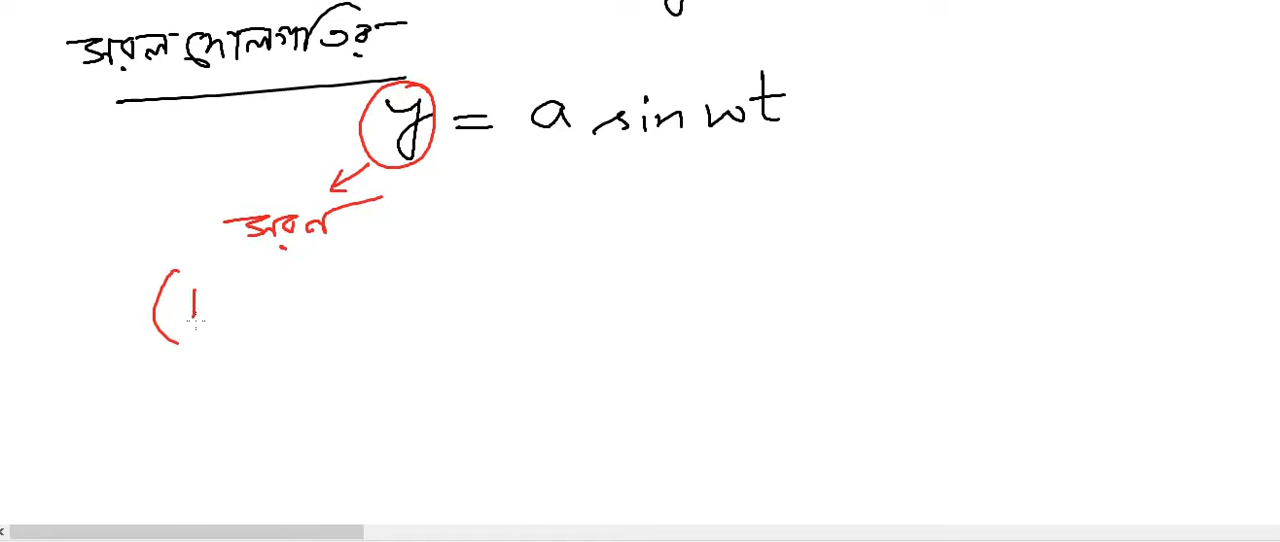 সরল দোলগতির
y = a sin ωt
সরণ
(